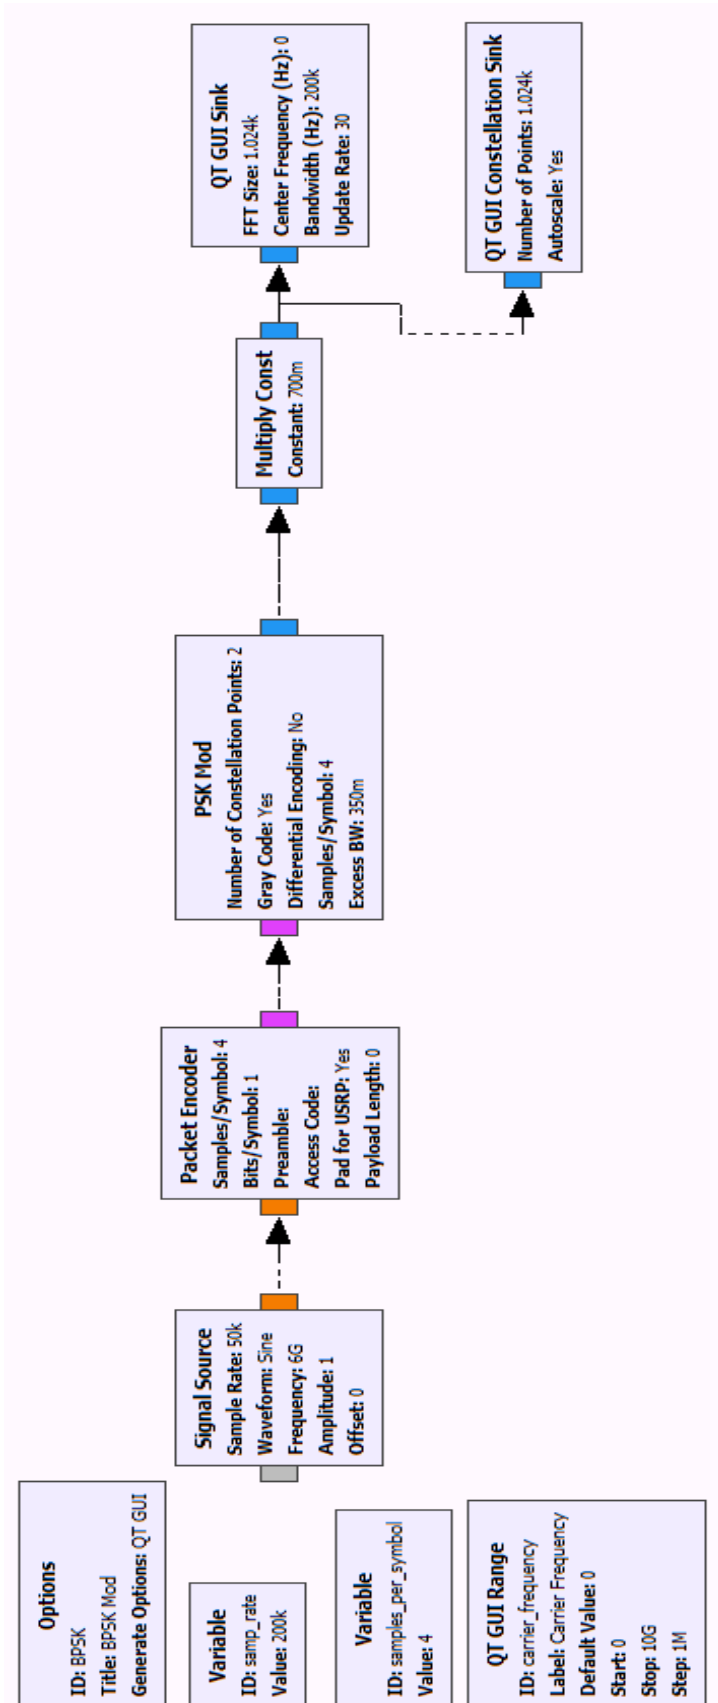 Options
ID: BPSK
Title: BPSK Mod
Generate Options: QT GUI
Variable
ID: samp_rate
Value: 200k
Variable
ID: samples_per_symbol
Value: 4
QT GUI Range
ID: carrier_frequency
Label: Carrier Frequency
Default Value: 0
Start: 0
Stop: 10G
Step: 1M
Signal Source
Sample Rate: 50k
Waveform: Sine
Frequency: 6G
Amplitude: 1
Offset: 0
Packet Encoder
Samples/Symbol: 4
Bits/Symbol: 1
Preamble:
Access Code:
Pad for USRP: Yes
Payload Length: 0
PSK Mod
Number of Constellation Points: 2
Gray Code: Yes
Differential Encoding: No
Samples/Symbol: 4
Excess BW: 350m
Multiply Const
Constant: 700m
QT GUI Sink
FFT Size: 1.024k
Center Frequency (Hz): 0
Bandwidth (Hz): 200k
Update Rate: 30
QT GUI Constellation Sink
Number of Points: 1.024k
Autoscale: Yes